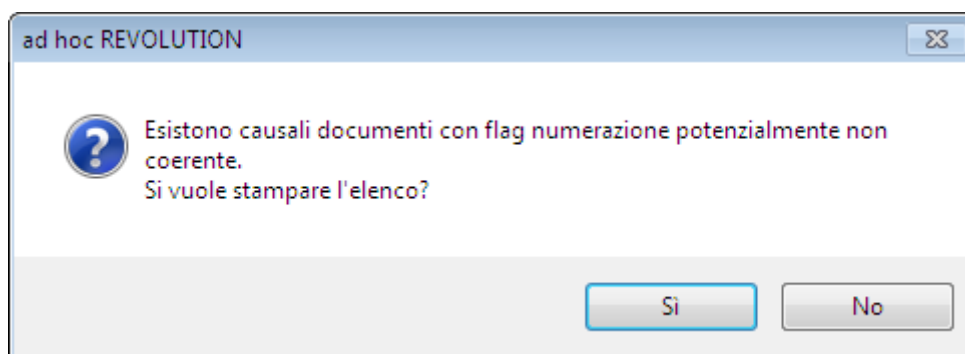 ad hoc REVOLUTION
Esistono causali documenti con flag numerazione potenzialmente non
coerente.
Si vuole stampare l'elenco?
Sì
No